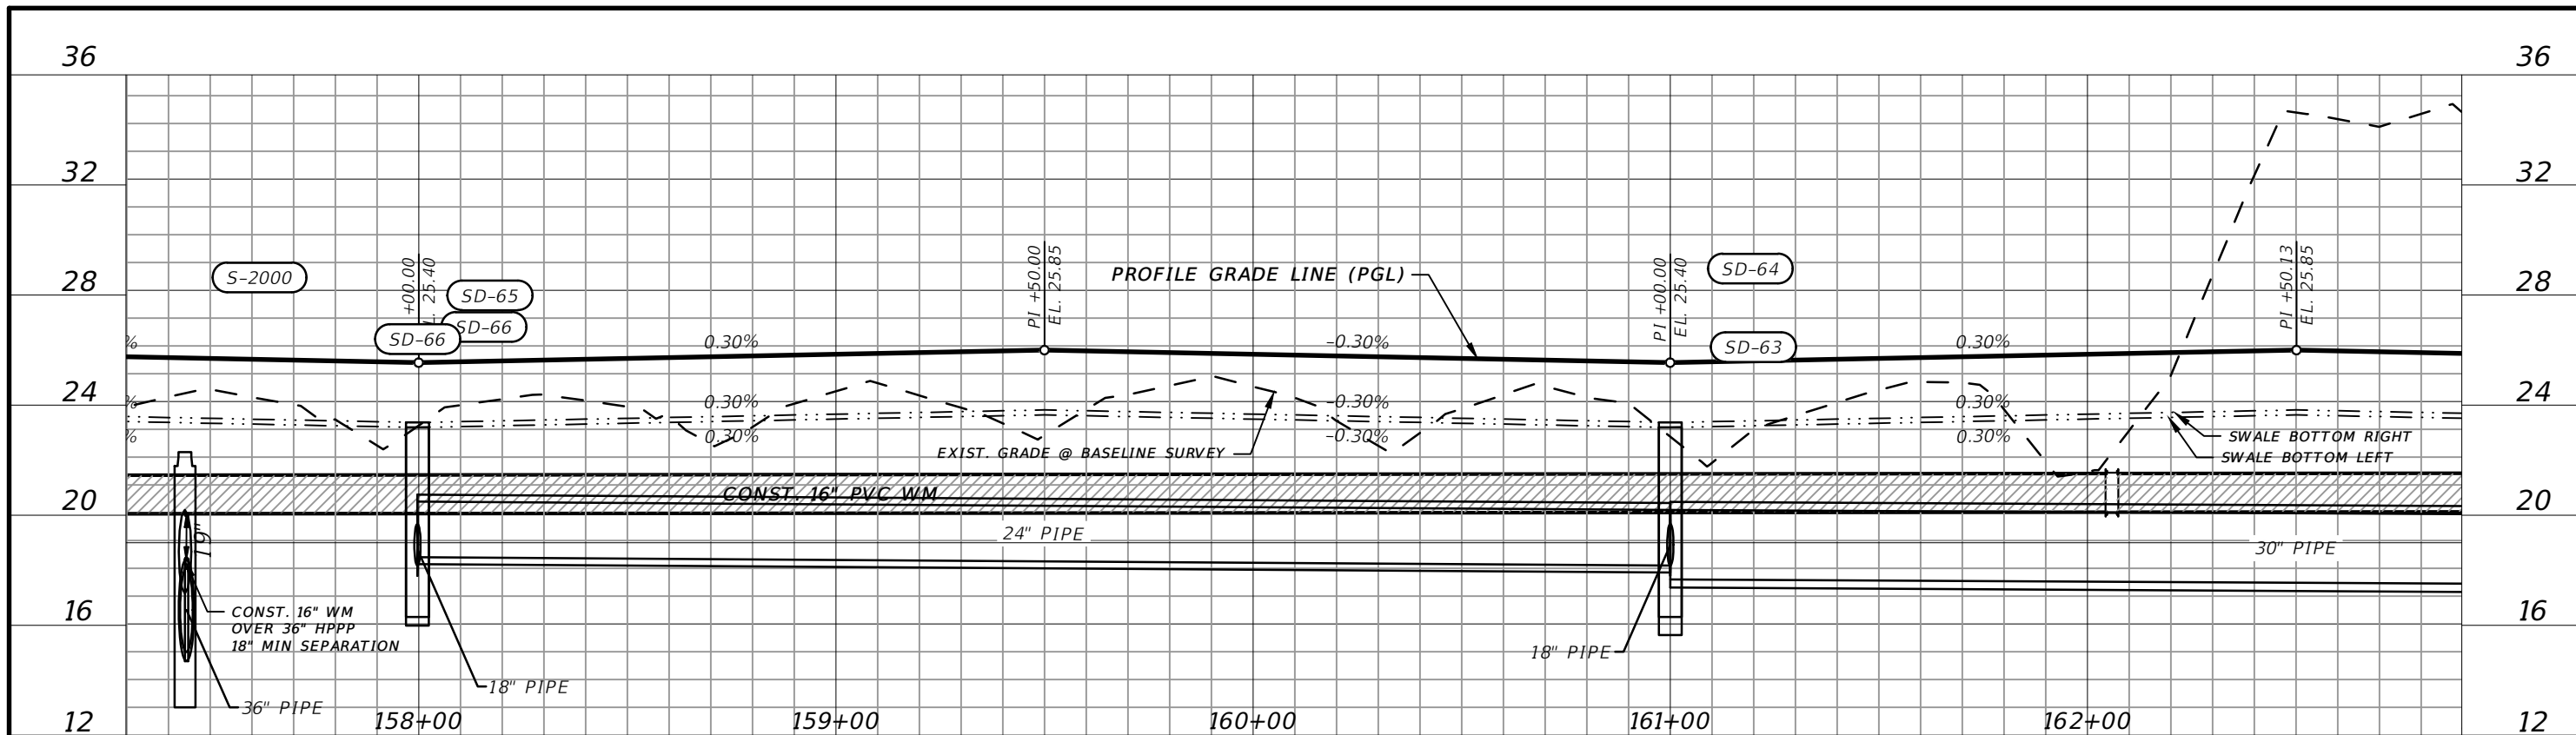 36
36
32
32
28
28
24
24
20
20
16
16
12
12
S-2000
+00.00
EL. 25.40
SD-65
SD-66
SD-66
PI +50.00
EL. 25.85
PROFILE GRADE LINE (PGL)
PI +00.00
EL. 25.40
SD-64
SD-63
PI +50.13
EL. 25.85
%
0.30%
-0.30%
0.30%
%
0.30%
-0.30%
0.30%
%
0.30%
-0.30%
0.30%
EXIST. GRADE @ BASELINE SURVEY
SWALE BOTTOM RIGHT
SWALE BOTTOM LEFT
CONST. 16" PVC WM
24" PIPE
30" PIPE
CONST. 16" WM
OVER 36" HPPP
18" MIN SEPARATION
18" PIPE
18" PIPE
36" PIPE
158+00
159+00
160+00
161+00
162+00